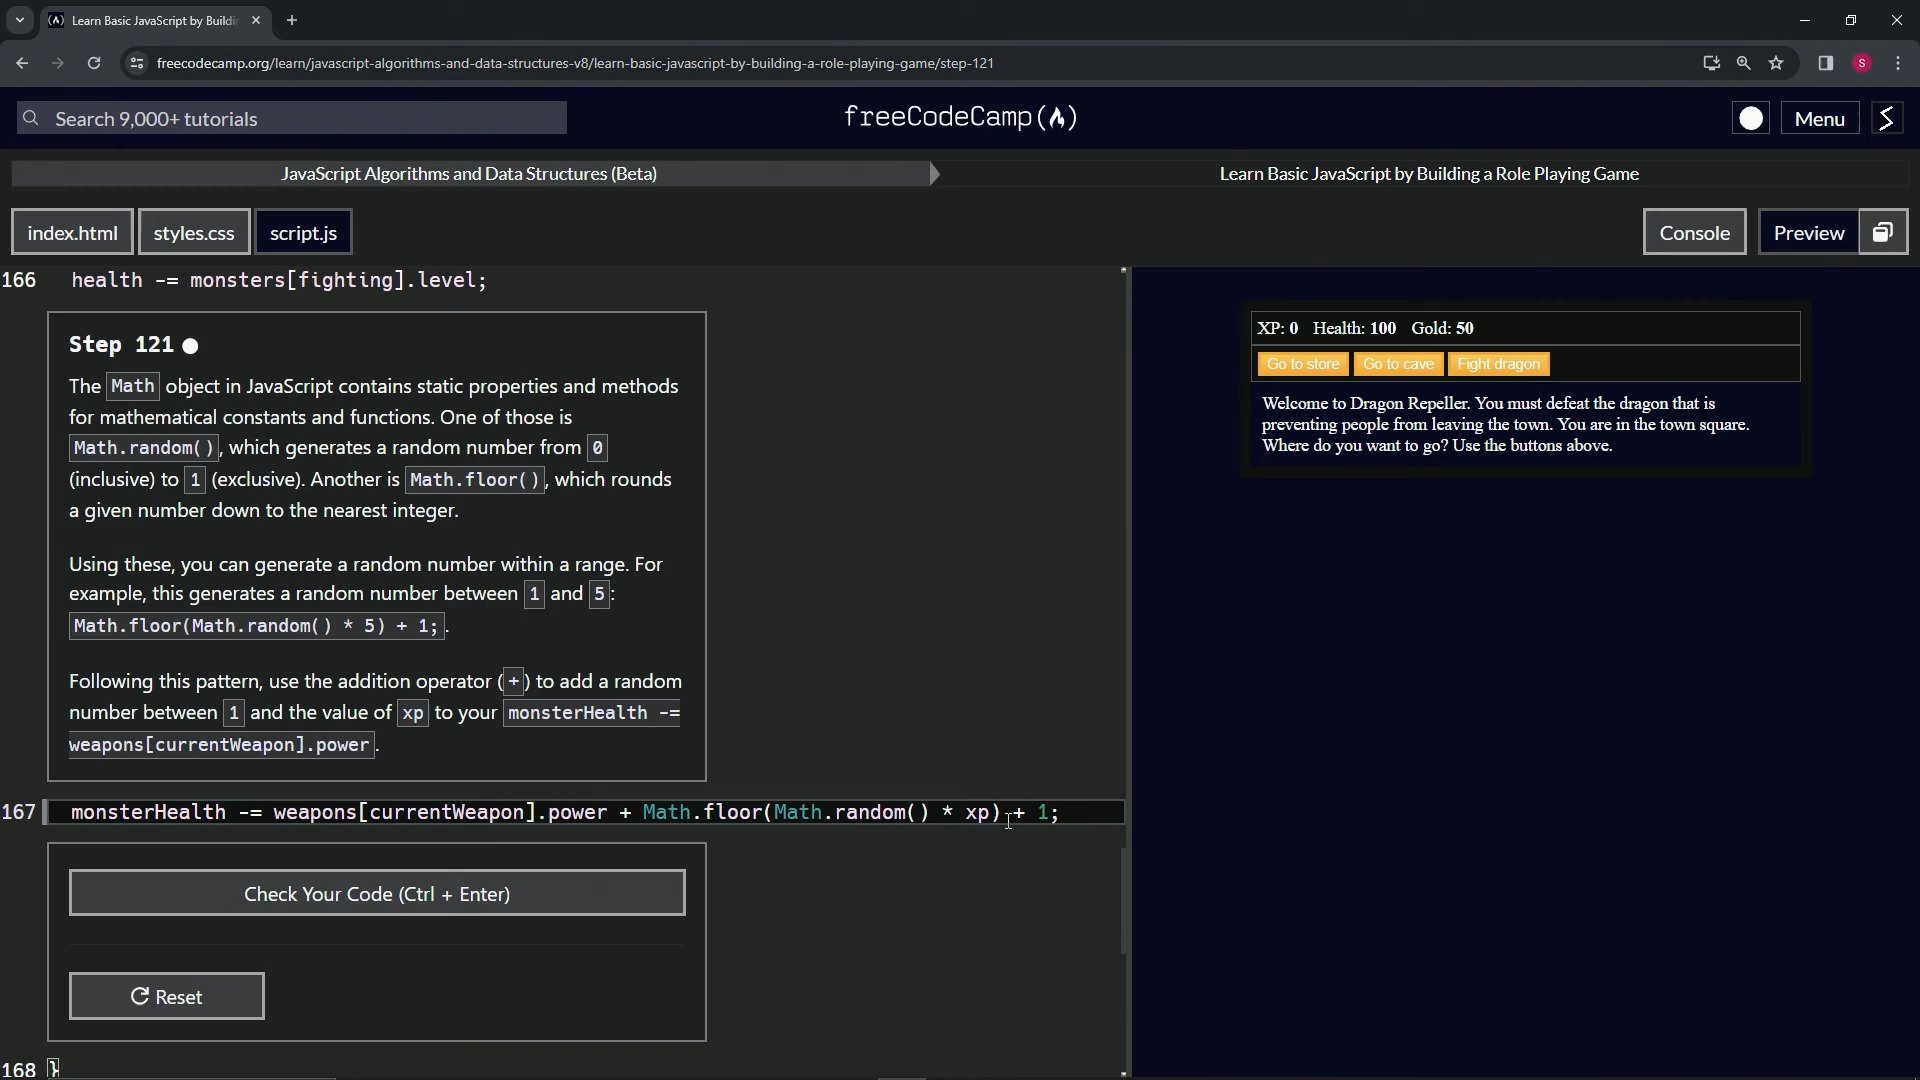 Learn Basic JavaScript by Buildin
freecodecamp.org/learn/javascript-algorithms-and-data-structures-v8/learn-basic-javascript-by-building-a-role-playing-game/step-121
S
Search 9,000+ tutorials
freeCodeCamp
Menu
JavaScript Algorithms and Data Structures (Beta)
Learn Basic JavaScript by Building a Role Playing Game
index.html
styles.css
script.js
Console
Preview
166 health -= monsters[fighting].level;
Step 121
The Math object in JavaScript contains static properties and methods
for mathematical constants and functions. One of those is
Math.random(), which generates a random number from 0
(inclusive) to 1 (exclusive). Another is Math.floor(), which rounds
a given number down to the nearest integer.
Using these, you can generate a random number within a range. For
example, this generates a random number between 1 and 5:
Math.floor(Math.random() * 5) + 1;.
Following this pattern, use the addition operator (+) to add a random
number between 1 and the value of xp to your monsterHealth -=
weapons[currentWeapon].power.
167 monsterHealth -= weapons[currentWeapon].power + Math.floor(Math.random() * xp) + 1;
Check Your Code (Ctrl + Enter)
Reset
168 }
XP: 0 Health: 100 Gold: 50
Go to store
Go to cave
Fight dragon
Welcome to Dragon Repeller. You must defeat the dragon that is
preventing people from leaving the town. You are in the town square.
Where do you want to go? Use the buttons above.